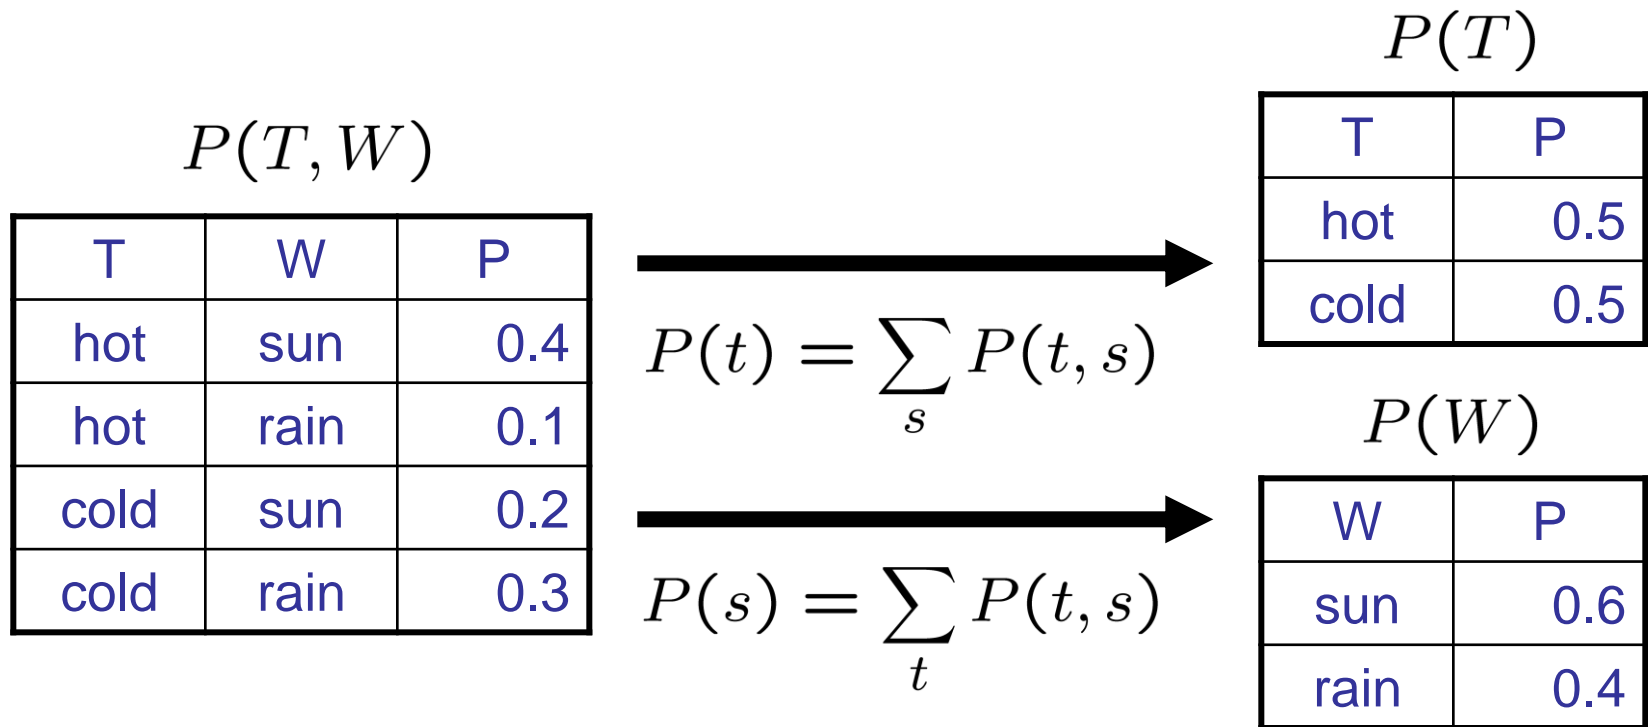 P(T, W)
T W P
hot sun 0.4
hot rain 0.1
cold sun 0.2
cold rain 0.3
P(t) = ∑_s P(t, s)
P(s) = ∑_t P(t, s)
P(T)
T P
hot 0.5
cold 0.5
P(W)
W P
sun 0.6
rain 0.4